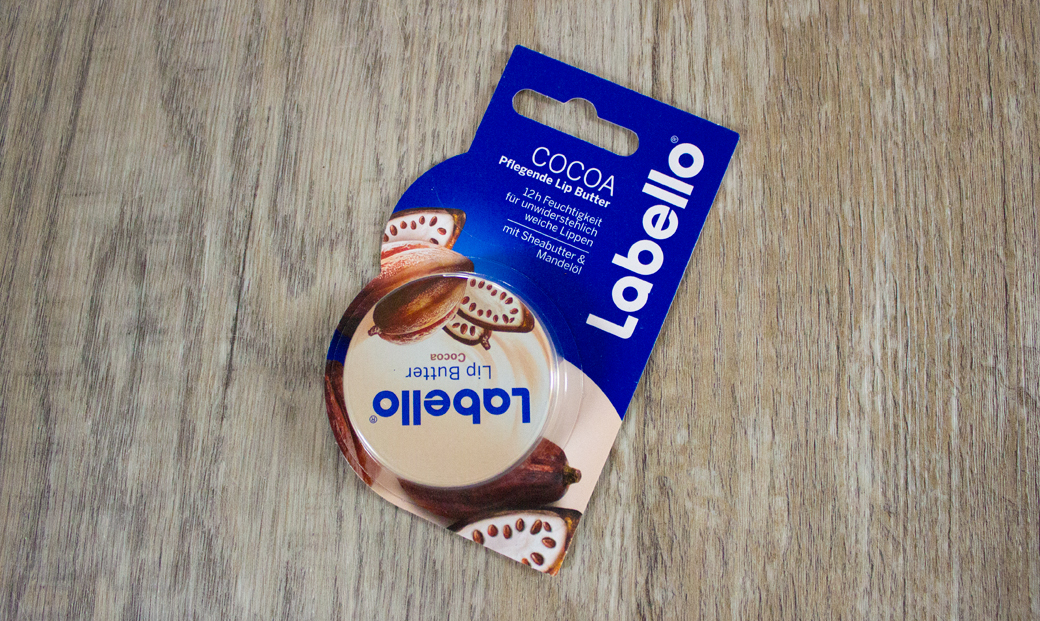 COCOA
Pflegende Lip Butter
12h Feuchtigkeit
für unwiderstehlich
weiche Lippen
mit Sheabutter &
Mandelöl
Labello®
Labello®
Lip Butter
Cocoa